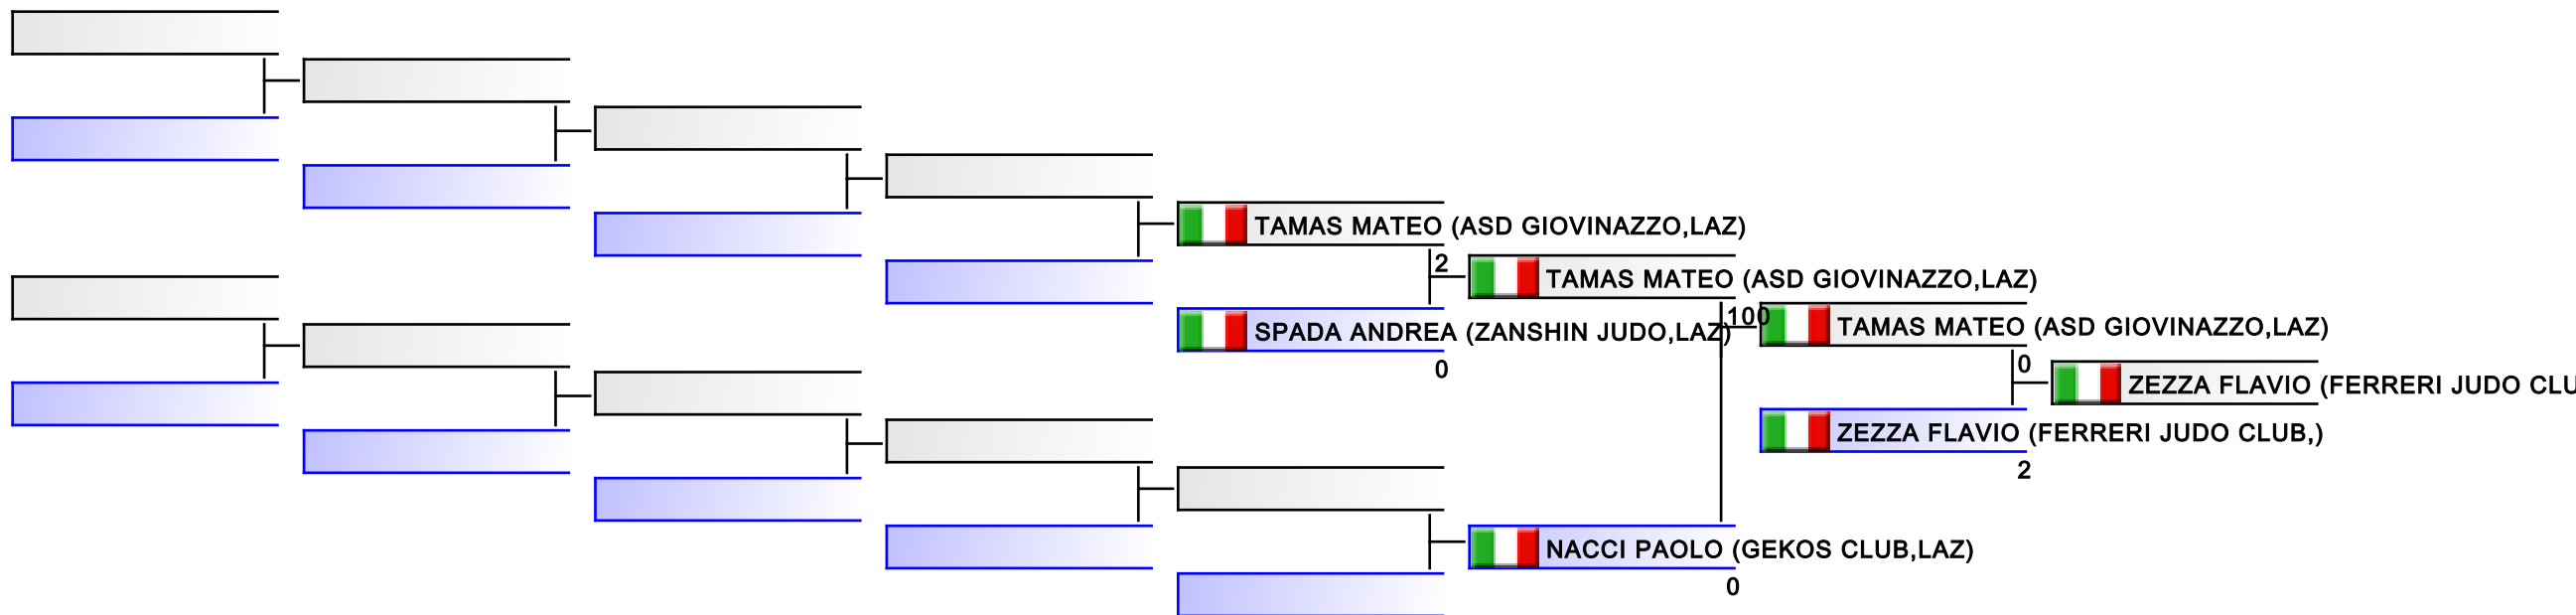 TAMAS MATEO (ASD GIOVINAZZO,LAZ)
2
TAMAS MATEO (ASD GIOVINAZZO,LAZ)
SPADA ANDREA (ZANSHIN JUDO,LAZ)
0
100
TAMAS MATEO (ASD GIOVINAZZO,LAZ)
0
ZEZZA FLAVIO (FERRERI JUDO CLU
ZEZZA FLAVIO (FERRERI JUDO CLUB,)
2
NACCI PAOLO (GEKOS CLUB,LAZ)
0